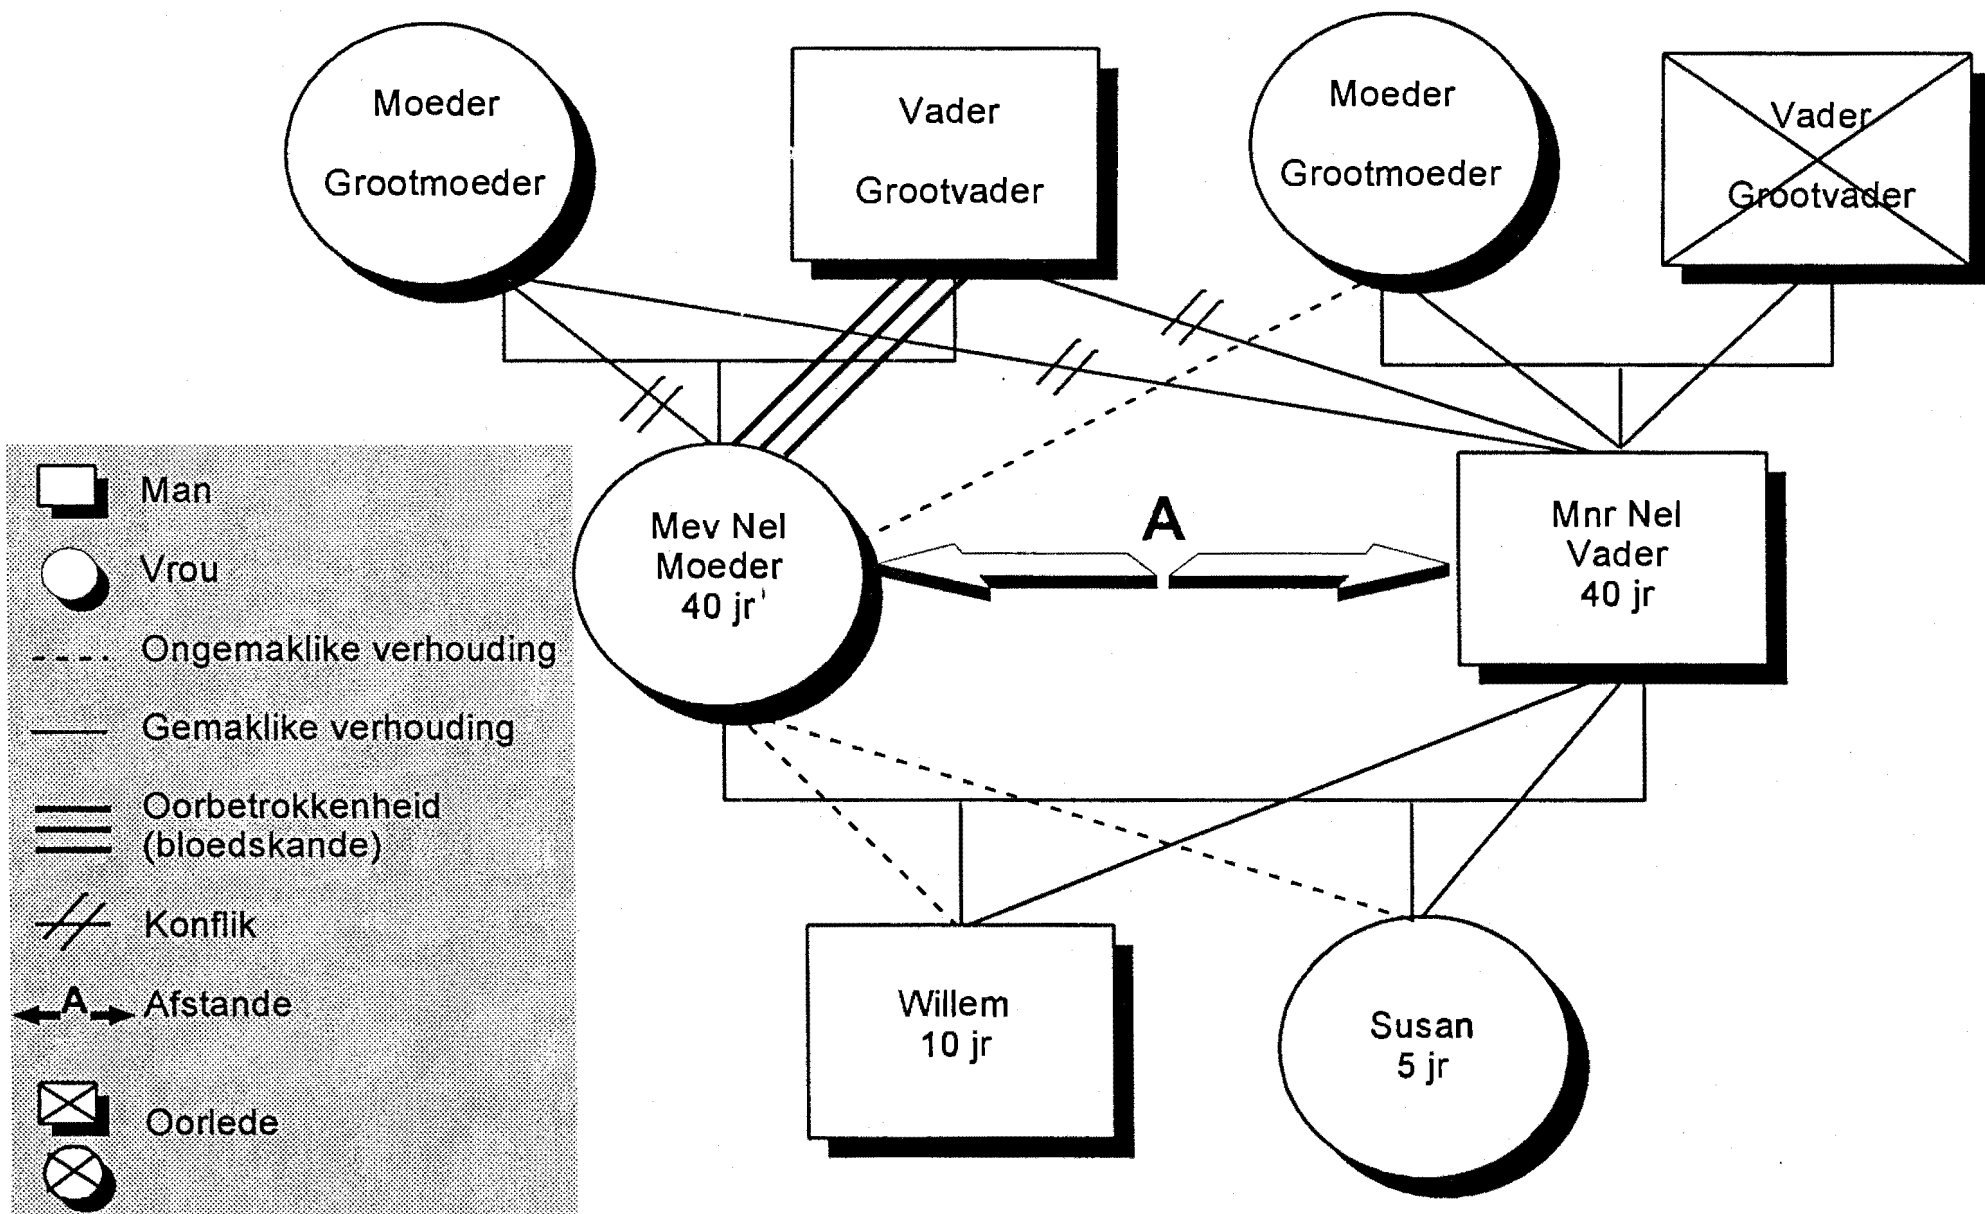 Moeder
Grootmoeder
Vader
Grootvader
Moeder
Grootmoeder
Vader
Grootvader
Mev Nel
Moeder
40 jr
A
Mnr Nel
Vader
40 jr
Willem
10 jr
Susan
5 jr
Man
Vrou
Ongemaklike verhouding
Gemaklike verhouding
Oorbetrokkenheid
(bloedskande)
Konflik
A Afstande
Oorlede